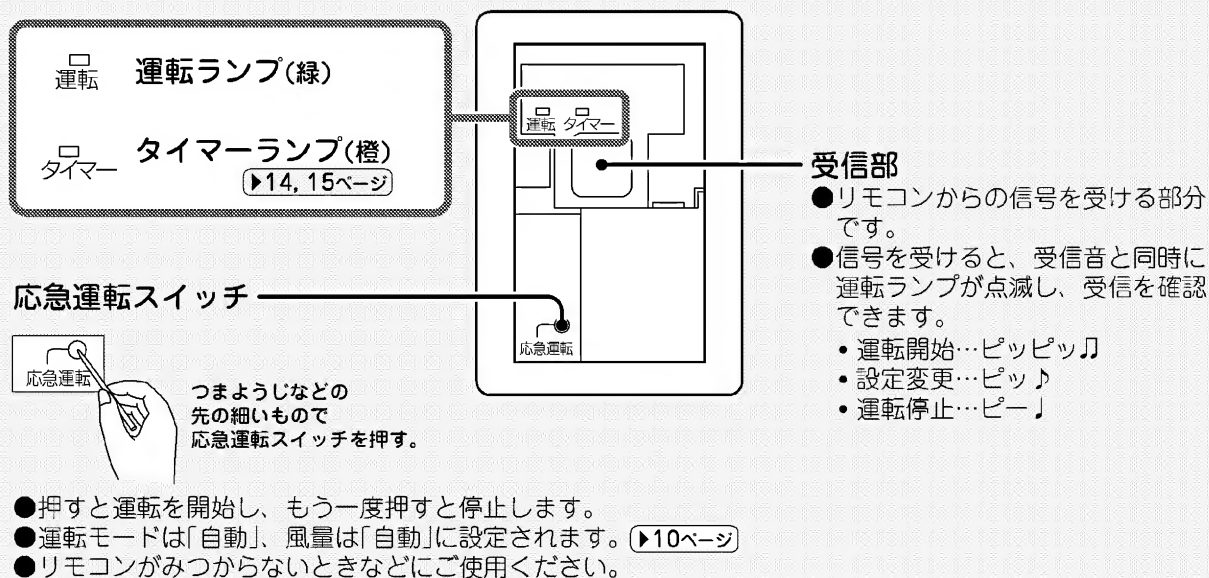 運転 運転ランプ(緑)
タイマー タイマーランプ(橙)
▶14, 15ページ
運転 タイマー
応急運転
受信部
●リモコンからの信号を受ける部分
です。
●信号を受けると、受信音と同時に
運転ランプが点滅し、受信を確認
できます。
• 運転開始…ピッピッ♫
• 設定変更…ピッ♪
• 運転停止…ピー♩
応急運転スイッチ
応急運転
つまようじなどの
先の細いもので
応急運転スイッチを押す。
●押すと運転を開始し、もう一度押すと停止します。
●運転モードは「自動」、風量は「自動」に設定されます。▶10ページ
●リモコンがみつからないときなどにご使用ください。